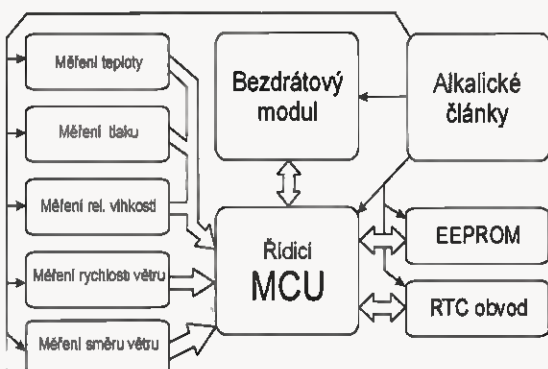 Měření teploty
Měření tlaku
Měření rel. vlhkosti
Měření rychlosti větru
Měření směru větru
Bezdrátový
modul
Řídicí
MCU
Alkalické
články
EEPROM
RTC obvod